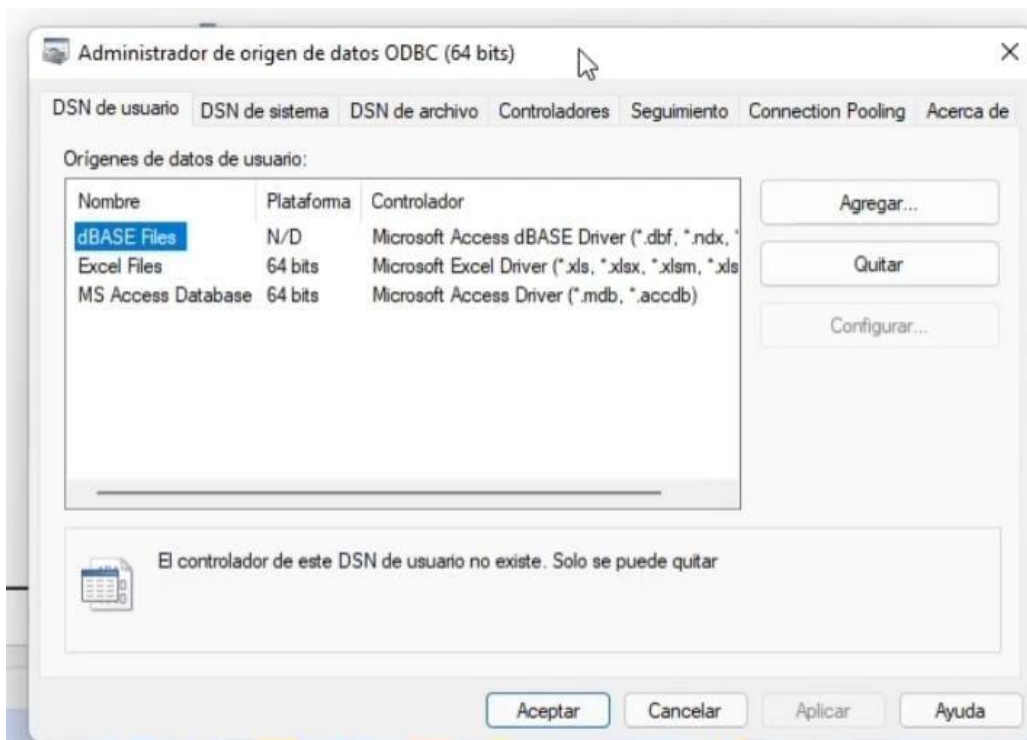 Administrador de origen de datos ODBC (64 bits)
DSN de usuario DSN de sistema DSN de archivo Controladores Seguimiento Connection Pooling Acerca de
Orígenes de datos de usuario:
Nombre Plataforma Controlador
dBASE Files N/D Microsoft Access dBASE Driver (*.dbf, *.ndx, *
Excel Files 64 bits Microsoft Excel Driver (*.xls, *.xlsx, *.xlsm, *.xls
MS Access Database 64 bits Microsoft Access Driver (*.mdb, *.accdb)
Agregar...
Quitar
Configurar...
El controlador de este DSN de usuario no existe. Solo se puede quitar
Aceptar Cancelar Aplicar Ayuda